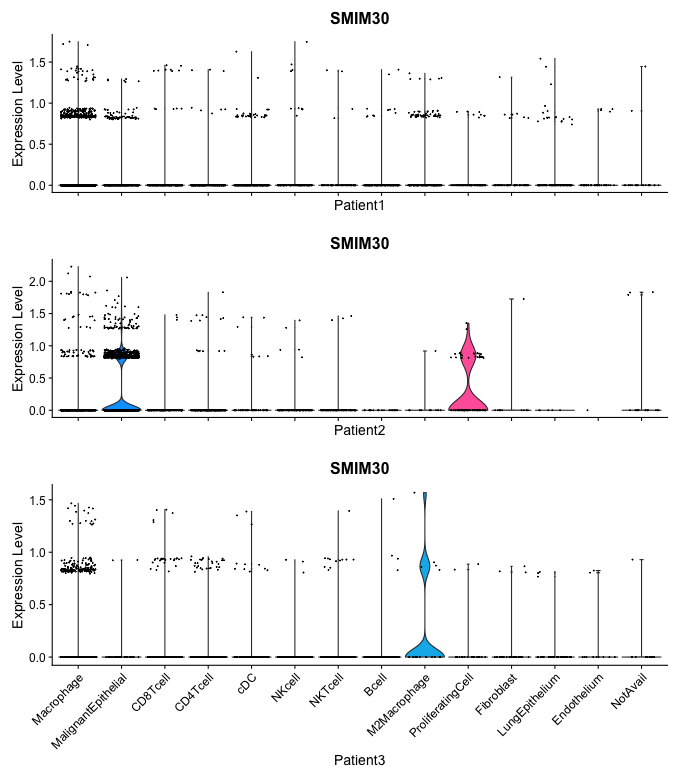 SMIM30
Expression Level
1.5
1.0
0.5
0.0
Patient1
SMIM30
Expression Level
2.0
1.5
1.0
0.5
0.0
Patient2
SMIM30
Expression Level
1.5
1.0
0.5
0.0
Macrophage
MalignantEpithelial
CD8Tcell
CD4Tcell
cDC
NKcell
NKTcell
Bcell
M2Macrophage
ProliferatingCell
Fibroblast
LungEpithelium
Endothelium
NotAvail
Patient3